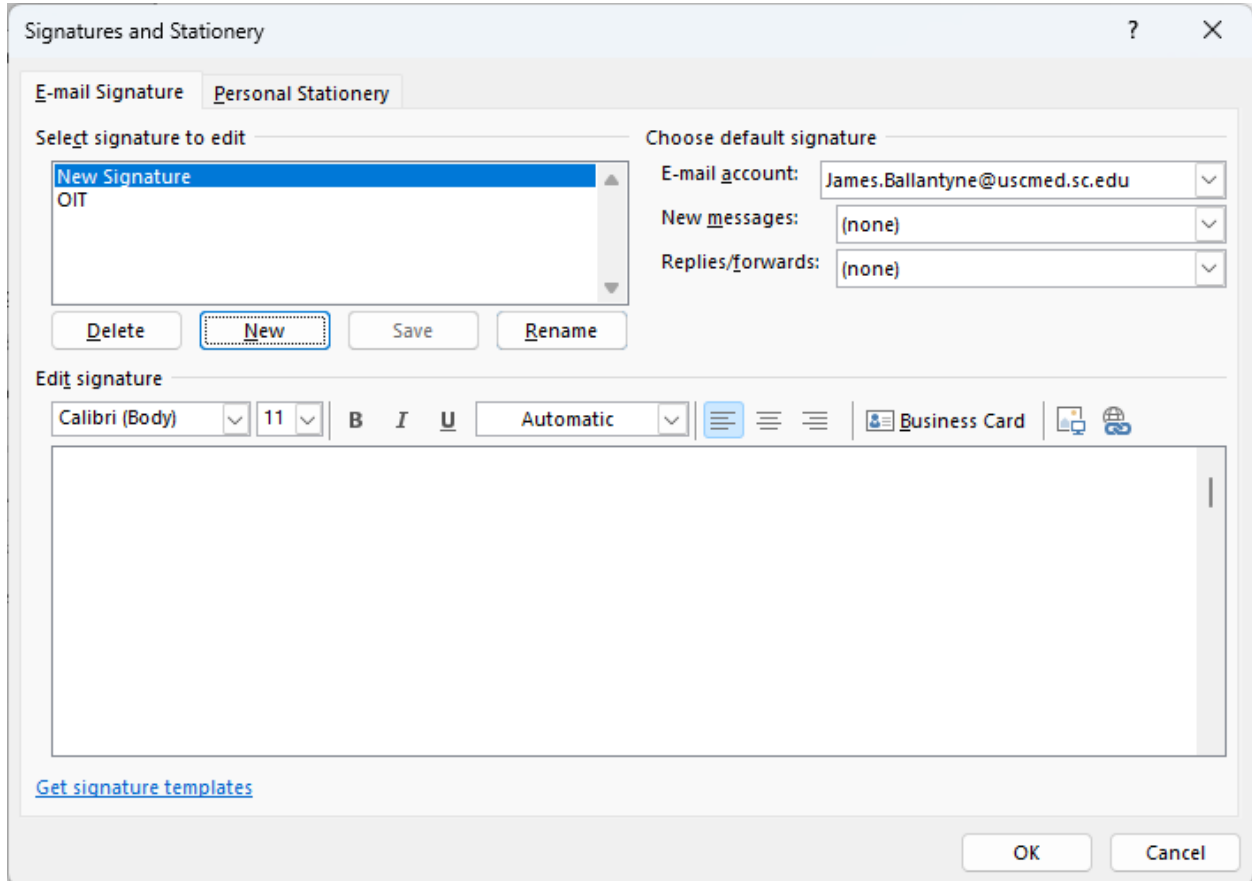 Signatures and Stationery ? ×
E-mail Signature Personal Stationery
Select signature to edit Choose default signature
New Signature E-mail account: James.Ballantyne@uscmed.sc.edu
OIT
New messages: (none)
Replies/forwards: (none)
Delete New Save Rename
Edit signature
Calibri (Body) 11 B I U Automatic Business Card
Get signature templates
OK Cancel